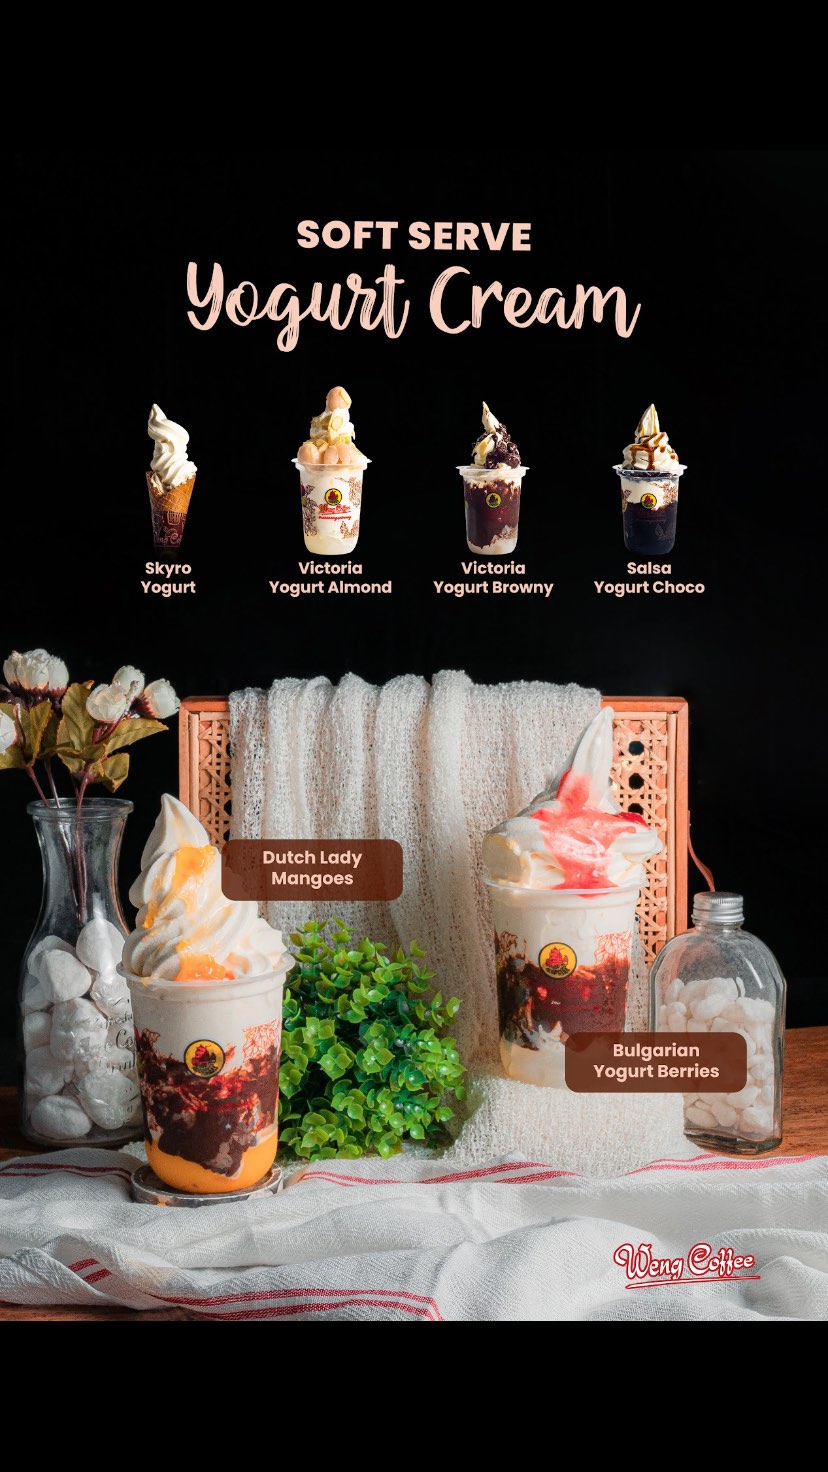 SOFT SERVE
Yogurt Cream
Skyro
Yogurt
Victoria
Yogurt Almond
Victoria
Yogurt Browny
Salsa
Yogurt Choco
Dutch Lady
Mangoes
Bulgarian
Yogurt Berries
Weng Coffee